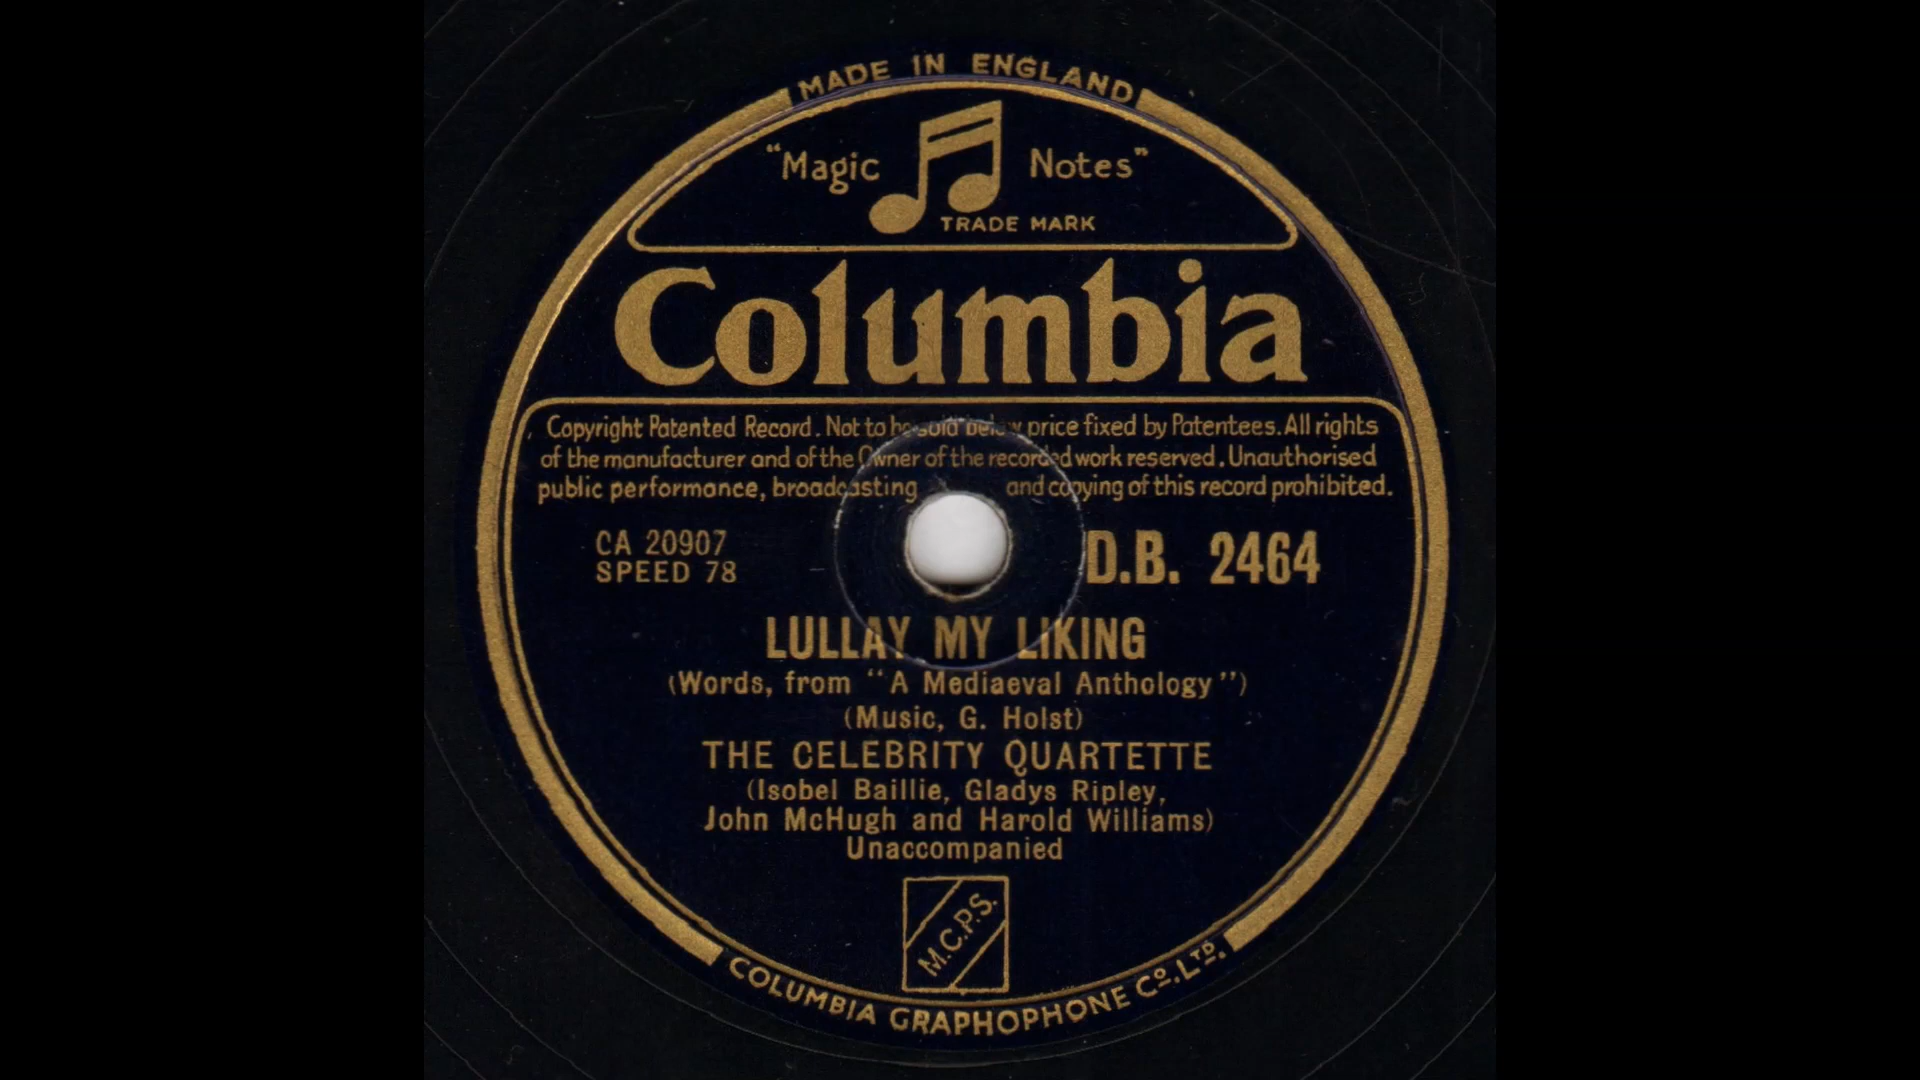 MADE IN ENGLAND
“Magic Notes”
TRADE MARK
Columbia
Copyright Patented Record. Not to be sold below price fixed by Patentees. All rights
of the manufacturer and of the Owner of the recorded work reserved. Unauthorised
public performance, broadcasting and copying of this record prohibited.
CA 20907
SPEED 78
D.B. 2464
LULLAY MY LIKING
(Words, from “A Mediaeval Anthology”)
(Music, G. Holst)
THE CELEBRITY QUARTETTE
(Isobel Baillie, Gladys Ripley,
John McHugh and Harold Williams)
Unaccompanied
M.C.P.S.
COLUMBIA GRAPHOPHONE Co., LTD.